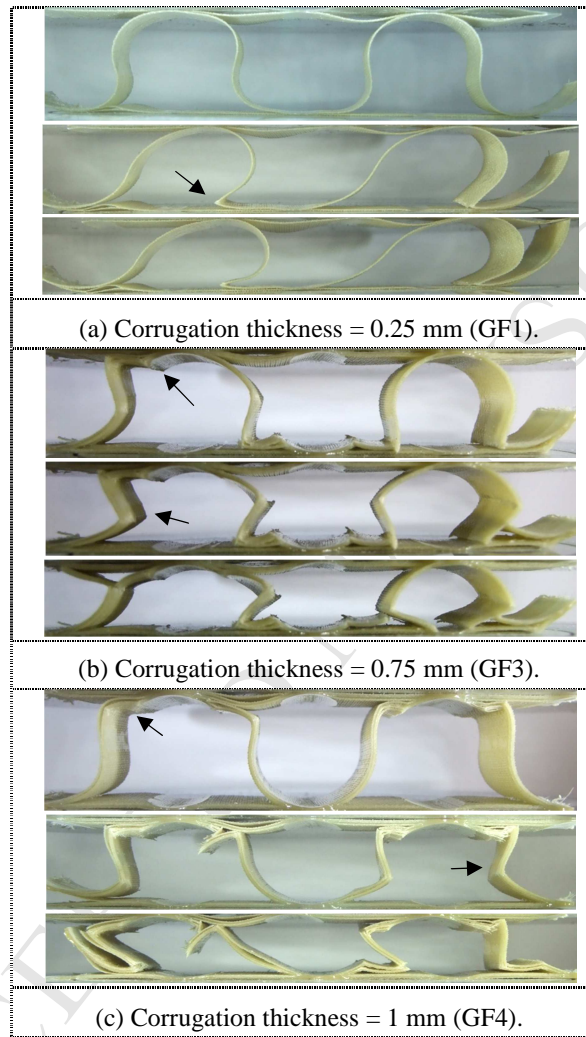 (a) Corrugation thickness = 0.25 mm (GF1).
(b) Corrugation thickness = 0.75 mm (GF3).
(c) Corrugation thickness = 1 mm (GF4).